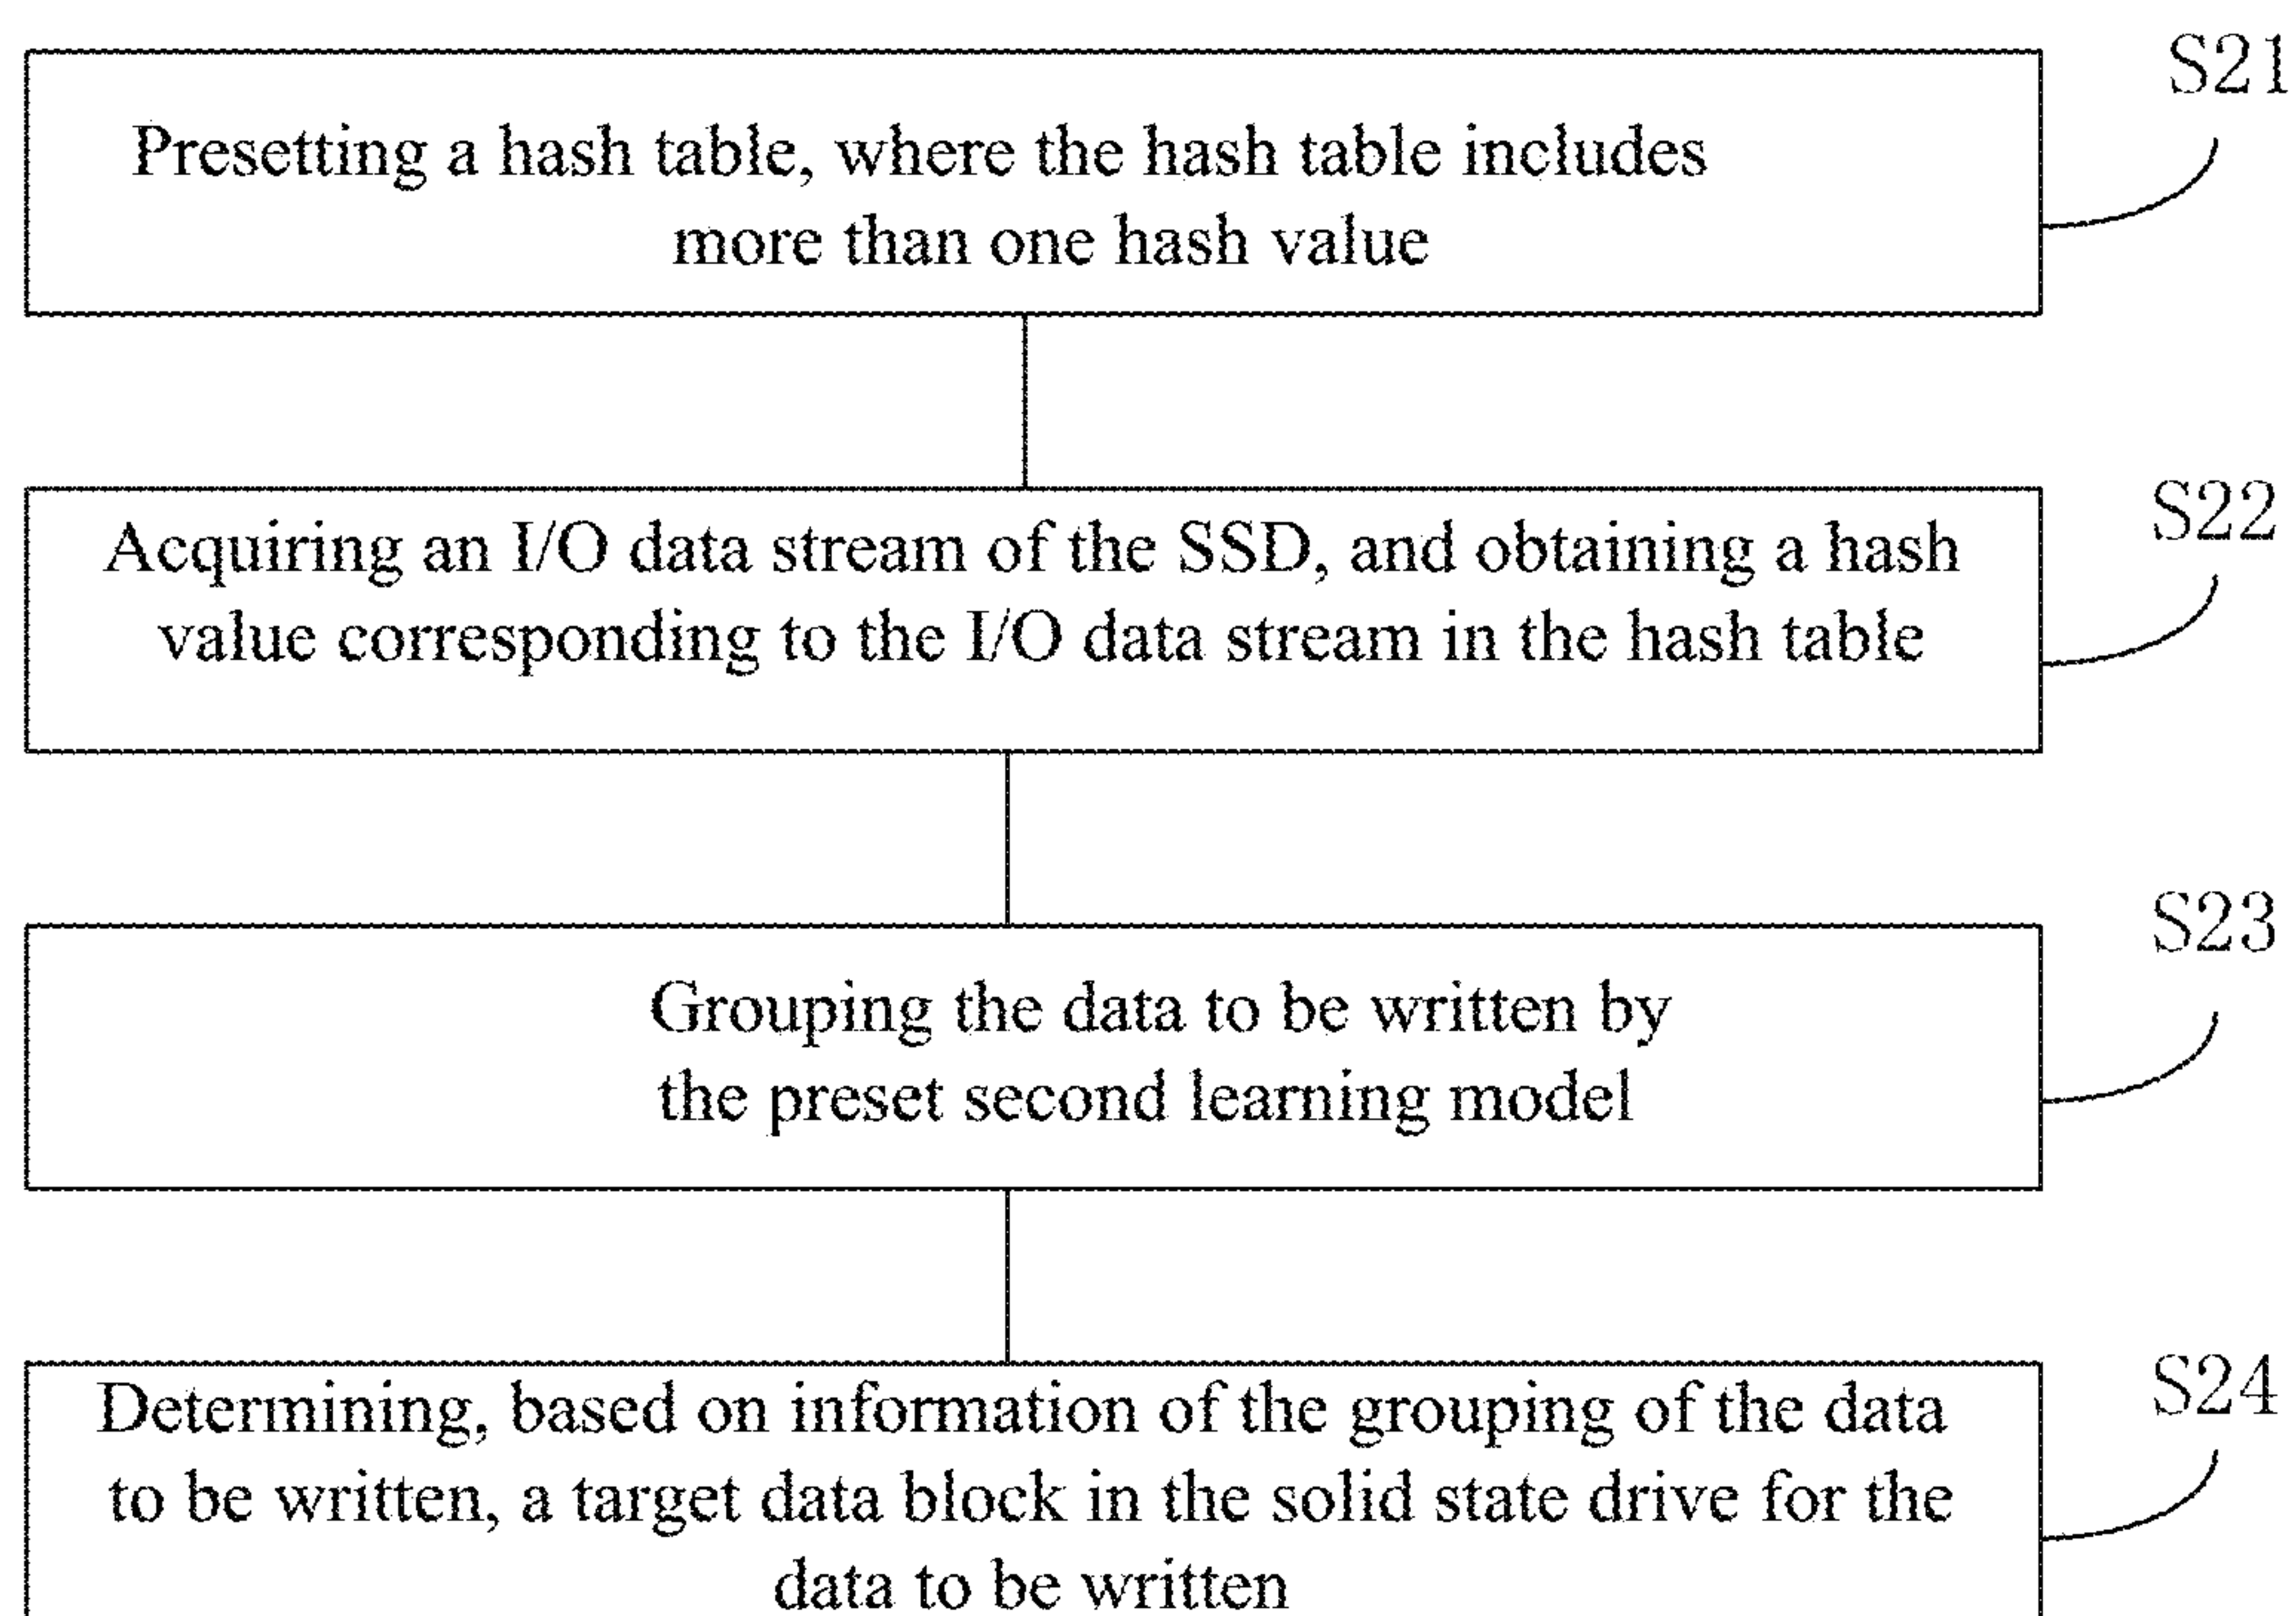 S21
Presetting a hash table, where the hash table includes
more than one hash value
S22
Acquiring an I/O data stream of the SSD, and obtaining a hash
value corresponding to the I/O data stream in the hash table
S23
Grouping the data to be written by
the preset second learning model
S24
Determining, based on information of the grouping of the data
to be written, a target data block in the solid state drive for the
data to be written